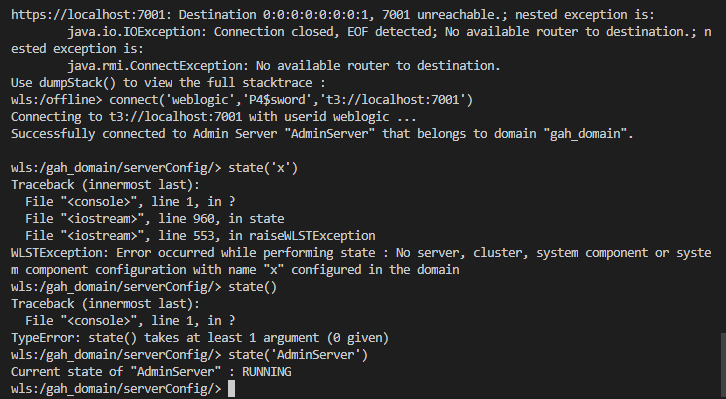 https://localhost:7001: Destination 0:0:0:0:0:0:0:1, 7001 unreachable.; nested exception is:
java.io.IOException: Connection closed, EOF detected; No available router to destination.; n
ested exception is:
java.rmi.ConnectException: No available router to destination.
Use dumpStack() to view the full stacktrace :
wls:/offline> connect('weblogic','P4$sword','t3://localhost:7001')
Connecting to t3://localhost:7001 with userid weblogic ...
Successfully connected to Admin Server "AdminServer" that belongs to domain "gah_domain".
wls:/gah_domain/serverConfig/> state('x')
Traceback (innermost last):
File "<console>", line 1, in ?
File "<iostream>", line 960, in state
File "<iostream>", line 553, in raiseWLSTException
WLSTException: Error occurred while performing state : No server, cluster, system component or syste
m component configuration with name "x" configured in the domain
wls:/gah_domain/serverConfig/> state()
Traceback (innermost last):
File "<console>", line 1, in ?
TypeError: state() takes at least 1 argument (0 given)
wls:/gah_domain/serverConfig/> state('AdminServer')
Current state of "AdminServer" : RUNNING
wls:/gah_domain/serverConfig/>